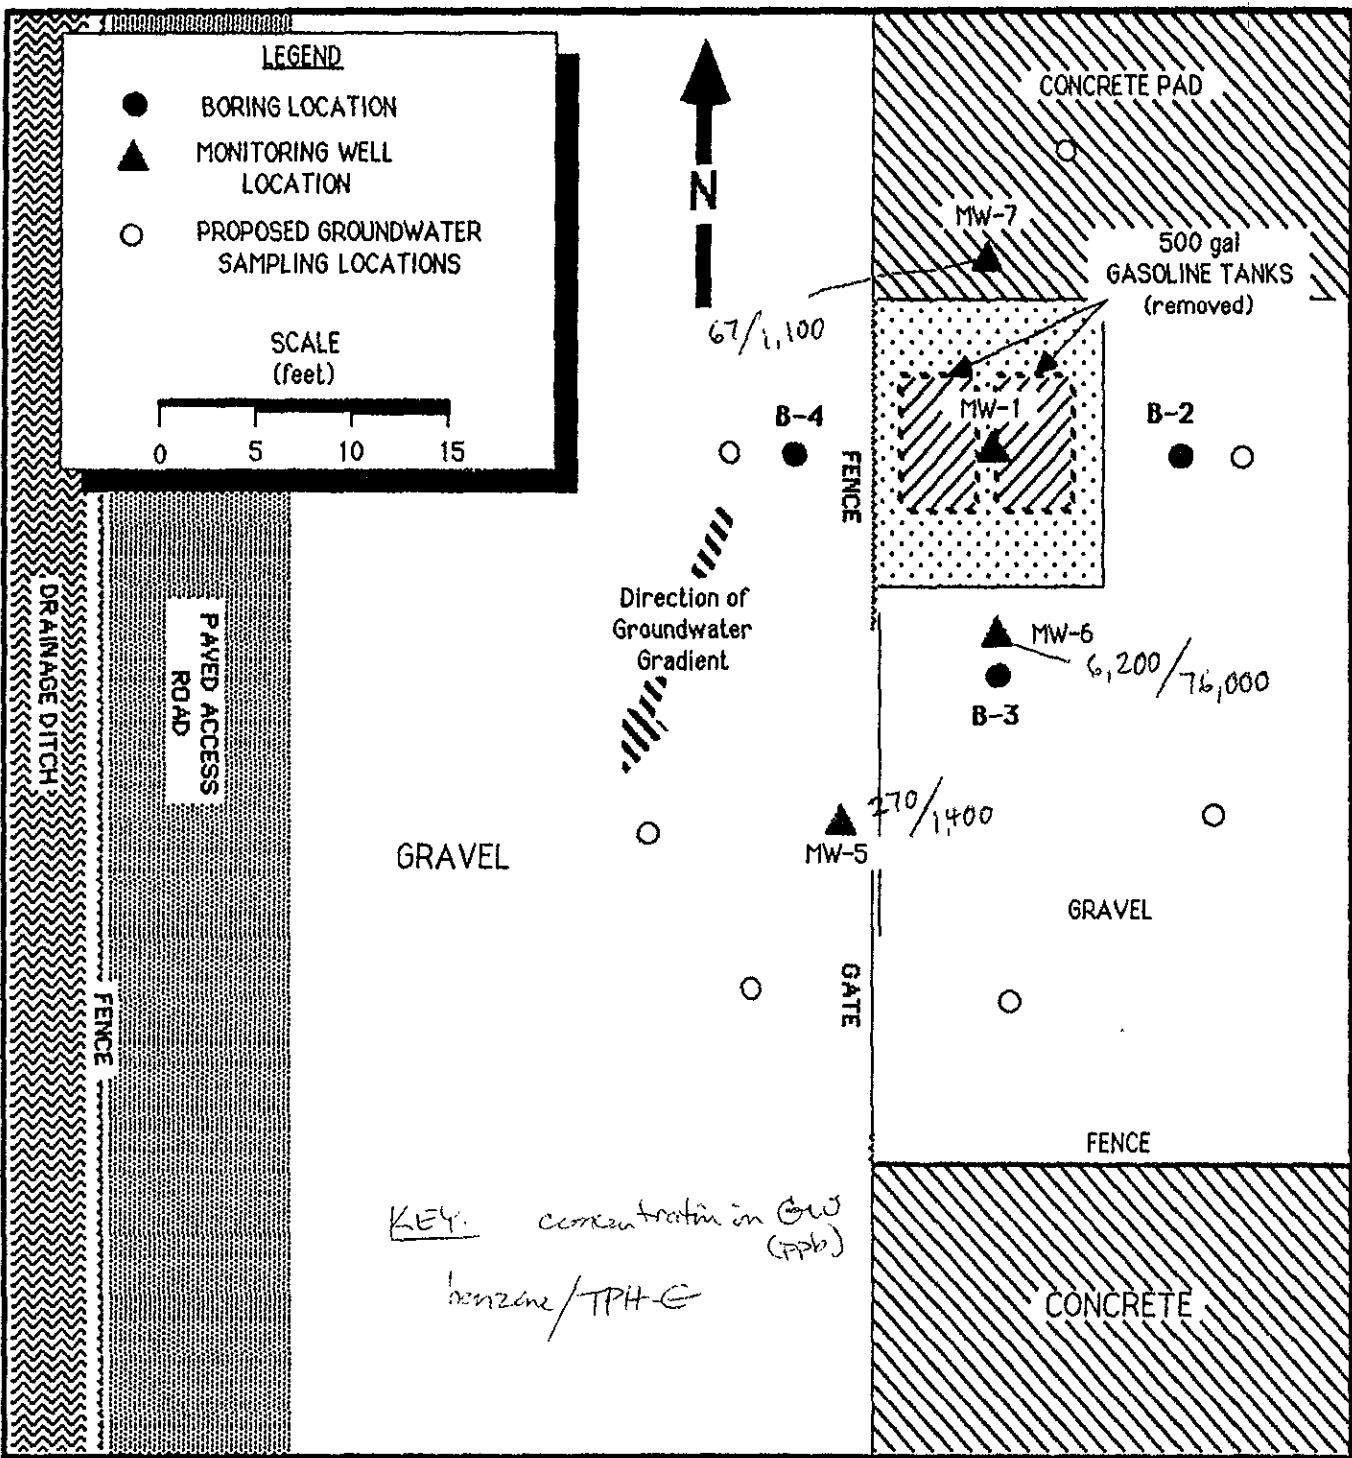 LEGEND
BORING LOCATION
MONITORING WELL
LOCATION
PROPOSED GROUNDWATER
SAMPLING LOCATIONS
SCALE
(feet)
0 5 10 15
N
CONCRETE PAD
MW-7
500 gal
GASOLINE TANKS
(removed)
67/1,100
B-4
FENCE
MW-1
B-2
Direction of
Groundwater
Gradient
MW-6
6,200/76,000
B-3
DRAINAGE DITCH
PAVED ACCESS
ROAD
FENCE
GRAVEL
270/1,400
MW-5
GRAVEL
GATE
FENCE
KEY.
concentration in GW
(ppb)
benzene/TPH-G
CONCRETE